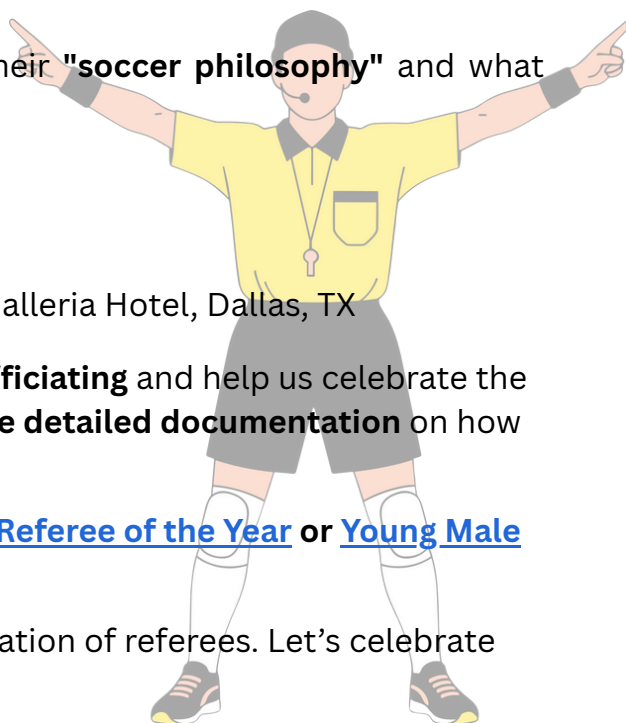 heir "soccer philosophy" and what
alleria Hotel, Dallas, TX
fficiating and help us celebrate the
e detailed documentation on how
Referee of the Year or Young Male
ation of referees. Let’s celebrate